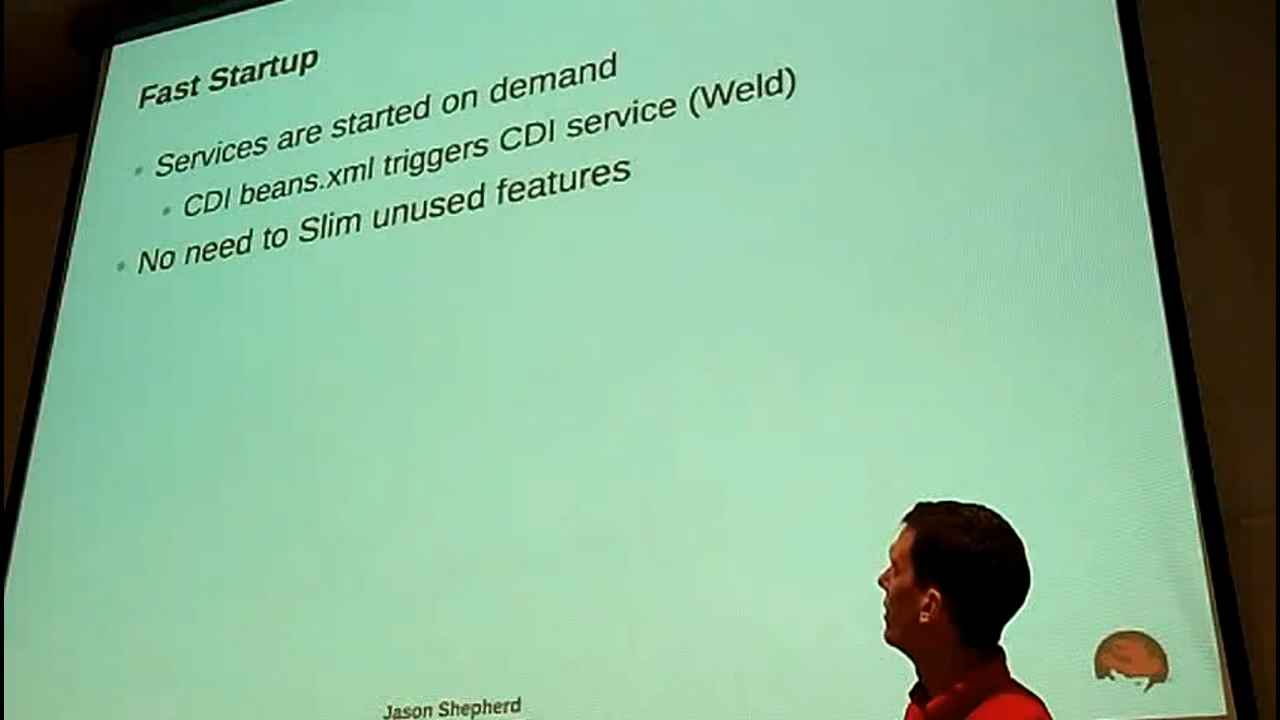 Fast Startup
Services are started on demand
CDI beans.xml triggers CDI service (Weld)
No need to Slim unused features
Jason Shepherd